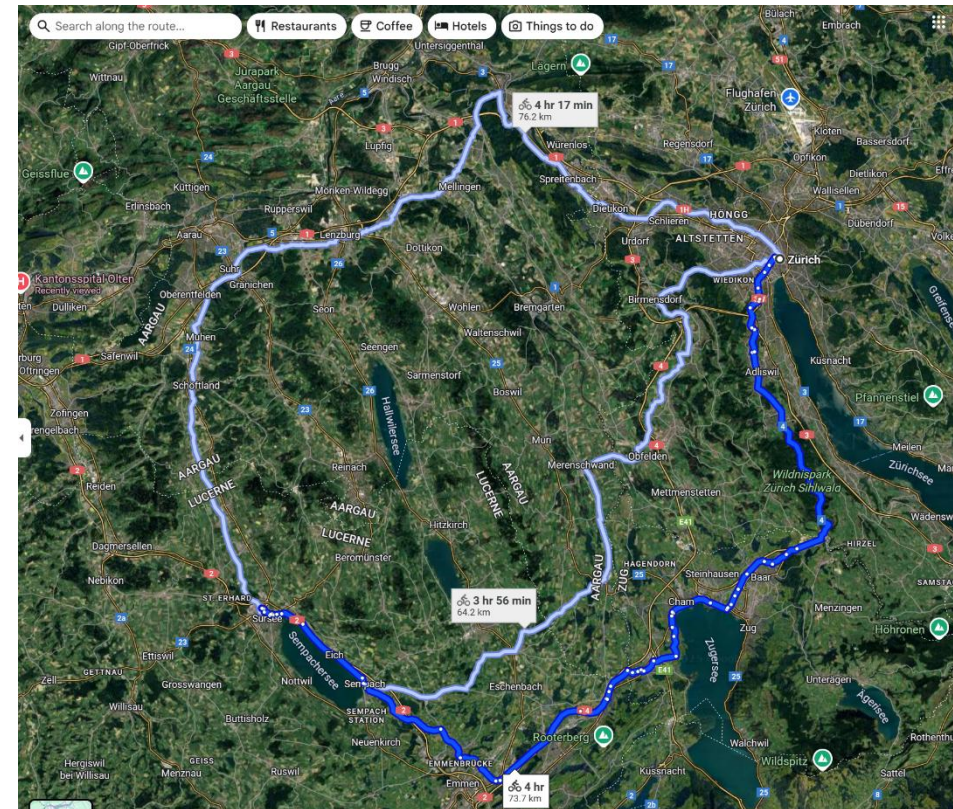 Search along the route...
Restaurants
Coffee
Hotels
Things to do
Bülach
Embrach
Gipf-Oberfrick
Untersiggenthal
Wittnau
Jurapark
Aargau
Geschäftsstelle
Brugg
Windisch
Lägern
Flughafen
Zürich
Kloten
Bassersdorf
4 hr 17 min
76.2 km
Lupfig
Würenlos
Regensdorf
Opfikon
Geissflue
Küttigen
Möriken-Wildegg
Mellingen
Spreitenbach
Dietlikon
Wallisellen
Erlinsbach
Rupperswil
Dietikon
HÖNGG
Dübendorf
Aarau
Lenzburg
Schlieren
Dottikon
Urdorf
ALTSTETTEN
Suhr
Zürich
Kantonsspital Olten
Recently viewed
Gränichen
WIEDIKON
Oberentfelden
Birmensdorf
Dulliken
AARGAU
Seon
Wohlen
Bremgarten
Greifensee
Muhen
Waltenschwil
Safenwil
Oftringen
Seengen
Küsnacht
Sarmenstorf
Adliswil
Schöftland
Boswil
Pfannenstiel
Zofingen
Hallwilersee
Meilen
Muri
Obfelden
Reinach
Merenschwand
Zürichsee
AARGAU
LUCERNE
AARGAU
LUCERNE
Wildnispark
Zürich Sihlwald
Reiden
Mettmenstetten
AARGAU
LUCERNE
Hitzkirch
E41
HIRZEL
Dagmersellen
Beromünster
AARGAU
ZUG
HAGENDORN
Nebikon
Steinhausen
Baar
ST. ERHARD
3 hr 56 min
64.2 km
Cham
Menzingen
Sursee
Zug
Höhronen
Ettiswil
Sempachersee
Eich
Zugersee
E41
Zell
GETTNAU
Nottwil
Sempach
Eschenbach
Unterägeri
Grosswangen
Ägerisee
Willisau
SEMPACH
STATION
Buttisholz
Rooterberg
Rothenthu
Neuenkirch
Walchwil
GEISS
EMMENBRÜCKE
Wildspitz
Hergiswil
bei Willisau
Menznau
Ruswil
Emmen
4 hr
73.7 km
Küssnacht
Sattel